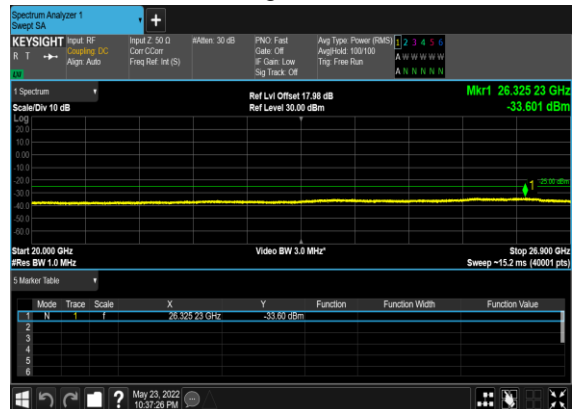 Spectrum Analyzer 1
Swept SA
+
KEYSIGHT Input: RF Input Z: 50 Ω #Atten: 30 dB PNO: Fast Avg Type: Power (RMS) 1 2 3 4 5 6
R T Coupling: DC Corr CCorr Gate: Off Avg|Hold: 100/100 A W W W W W
Align: Auto Freq Ref: Int (S) IF Gain: Low Trig: Free Run
Sig Track: Off A N N N N N
1 Spectrum Ref Lvl Offset 17.98 dB Mkr1 26.325 23 GHz
Scale/Div 10 dB Ref Level 30.00 dBm -33.601 dBm
Log
20.0
10.0
0.00
-10.0
-20.0
-25.00 dBm
1
-30.0
-40.0
-50.0
-60.0
Start 20.000 GHz Video BW 3.0 MHz* Stop 26.900 GHz
#Res BW 1.0 MHz Sweep ~15.2 ms (40001 pts)
5 Marker Table
Mode Trace Scale X Y Function Function Width Function Value
1 N 1 f 26.325 23 GHz -33.60 dBm
2
3
4
5
6
? May 23, 2022
10:37:26 PM